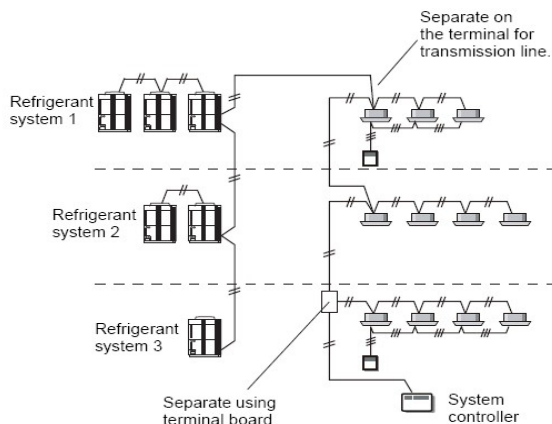 Separate on
the terminal for
transmission line.
Refrigerant
system 1
Refrigerant
system 2
Refrigerant
system 3
Separate using
terminal board
System
controller